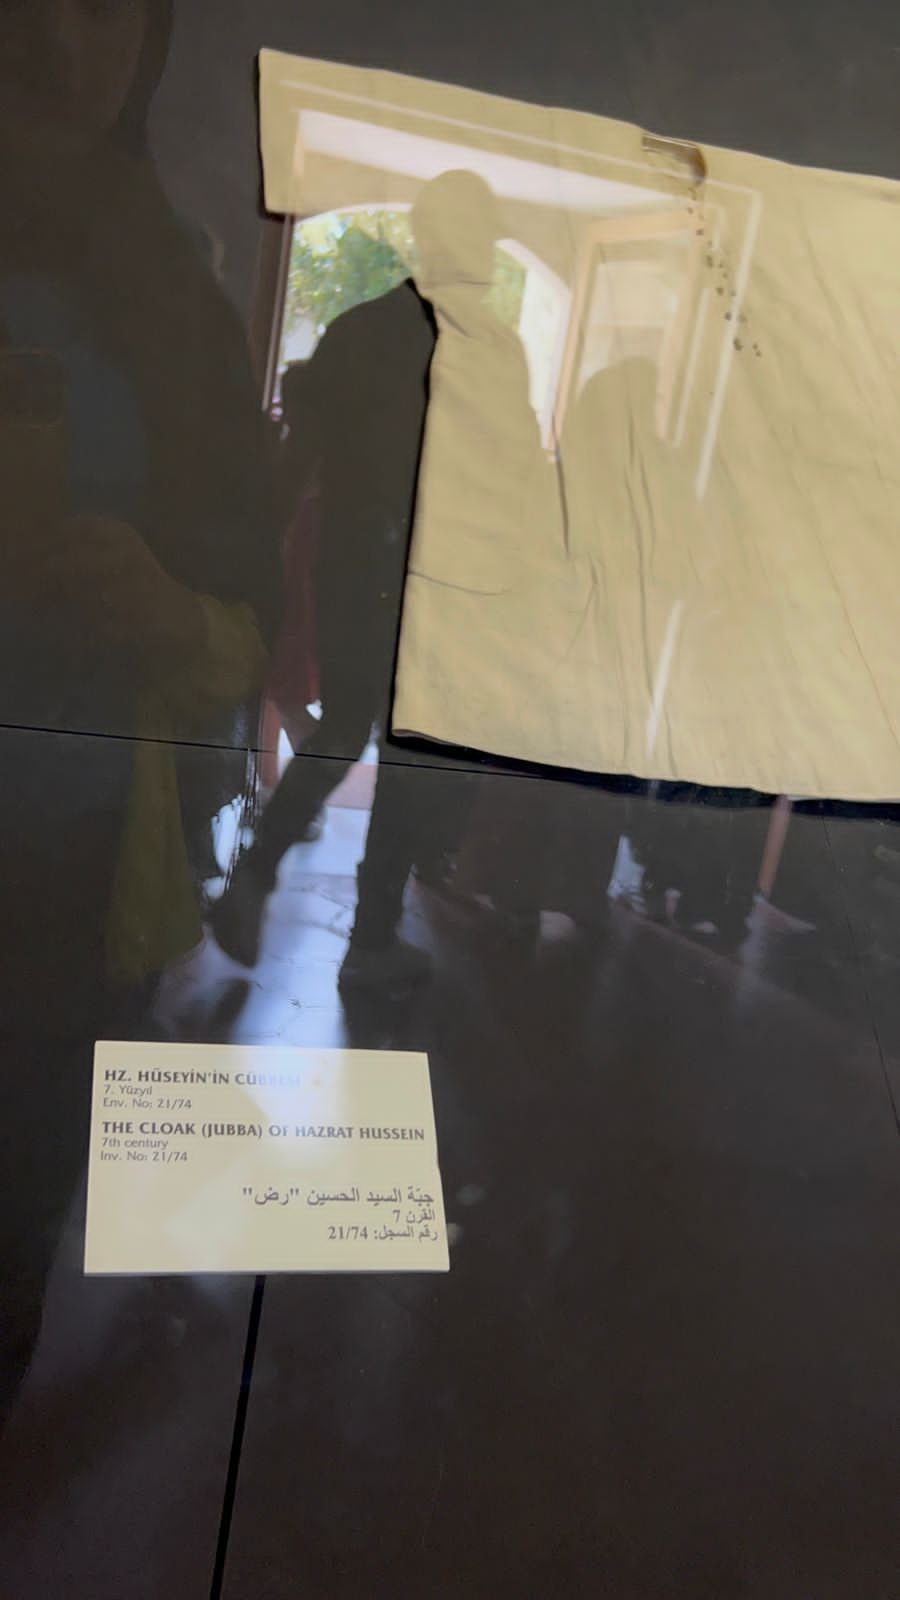 HZ. HÜSEYİN'İN CÜBBESİ
7. Yüzyıl
Env. No: 21/74
THE CLOAK (JUBBA) OF HAZRAT HUSSEIN
7th century
Inv. No: 21/74
جبّة السيد الحسين "رض"
القرن 7
رقم السجل: 21/74